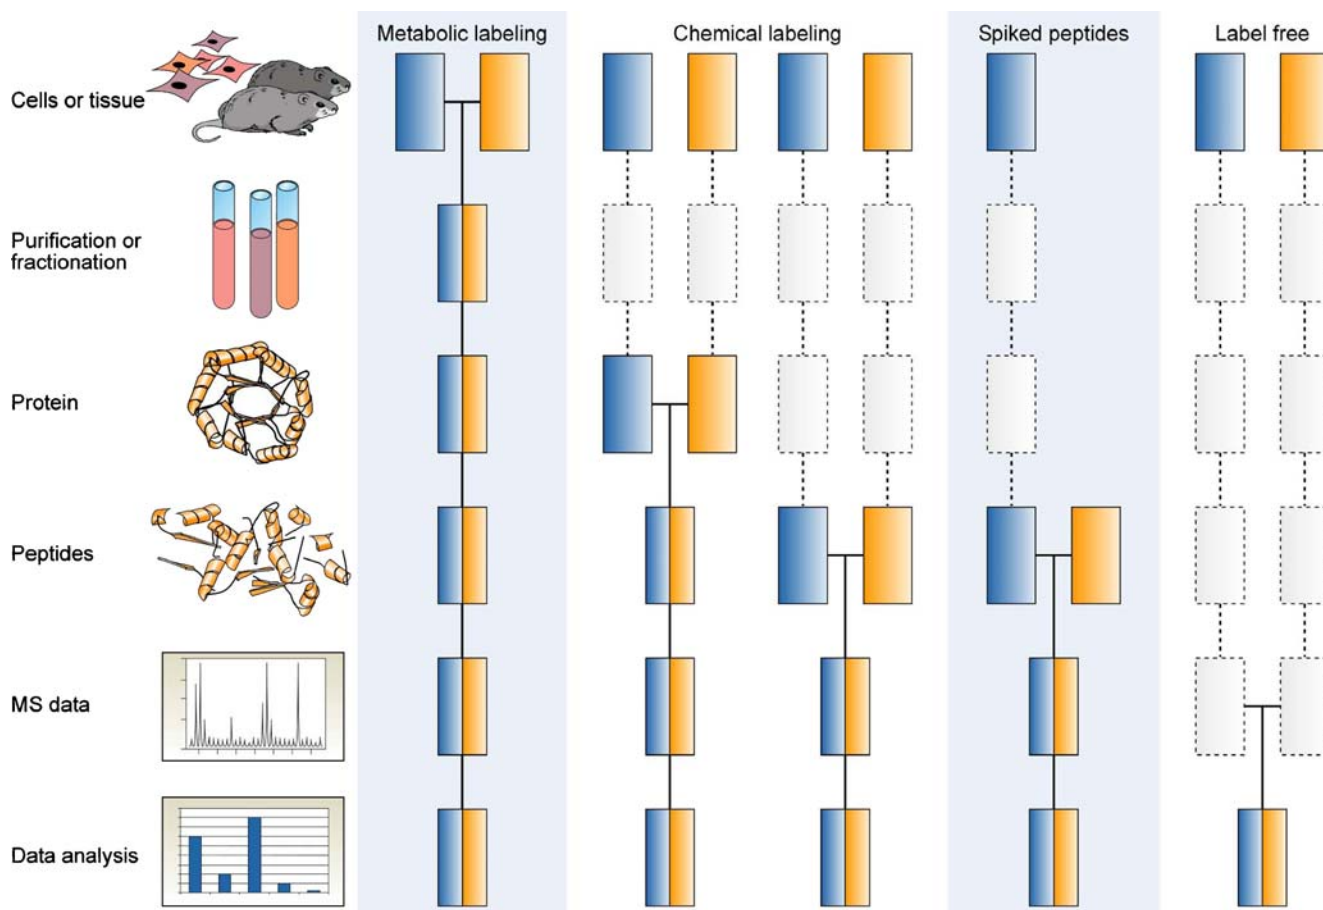 Metabolic labeling
Chemical labeling
Spiked peptides
Label free
Cells or tissue
Purification or
fractionation
Protein
Peptides
MS data
Data analysis